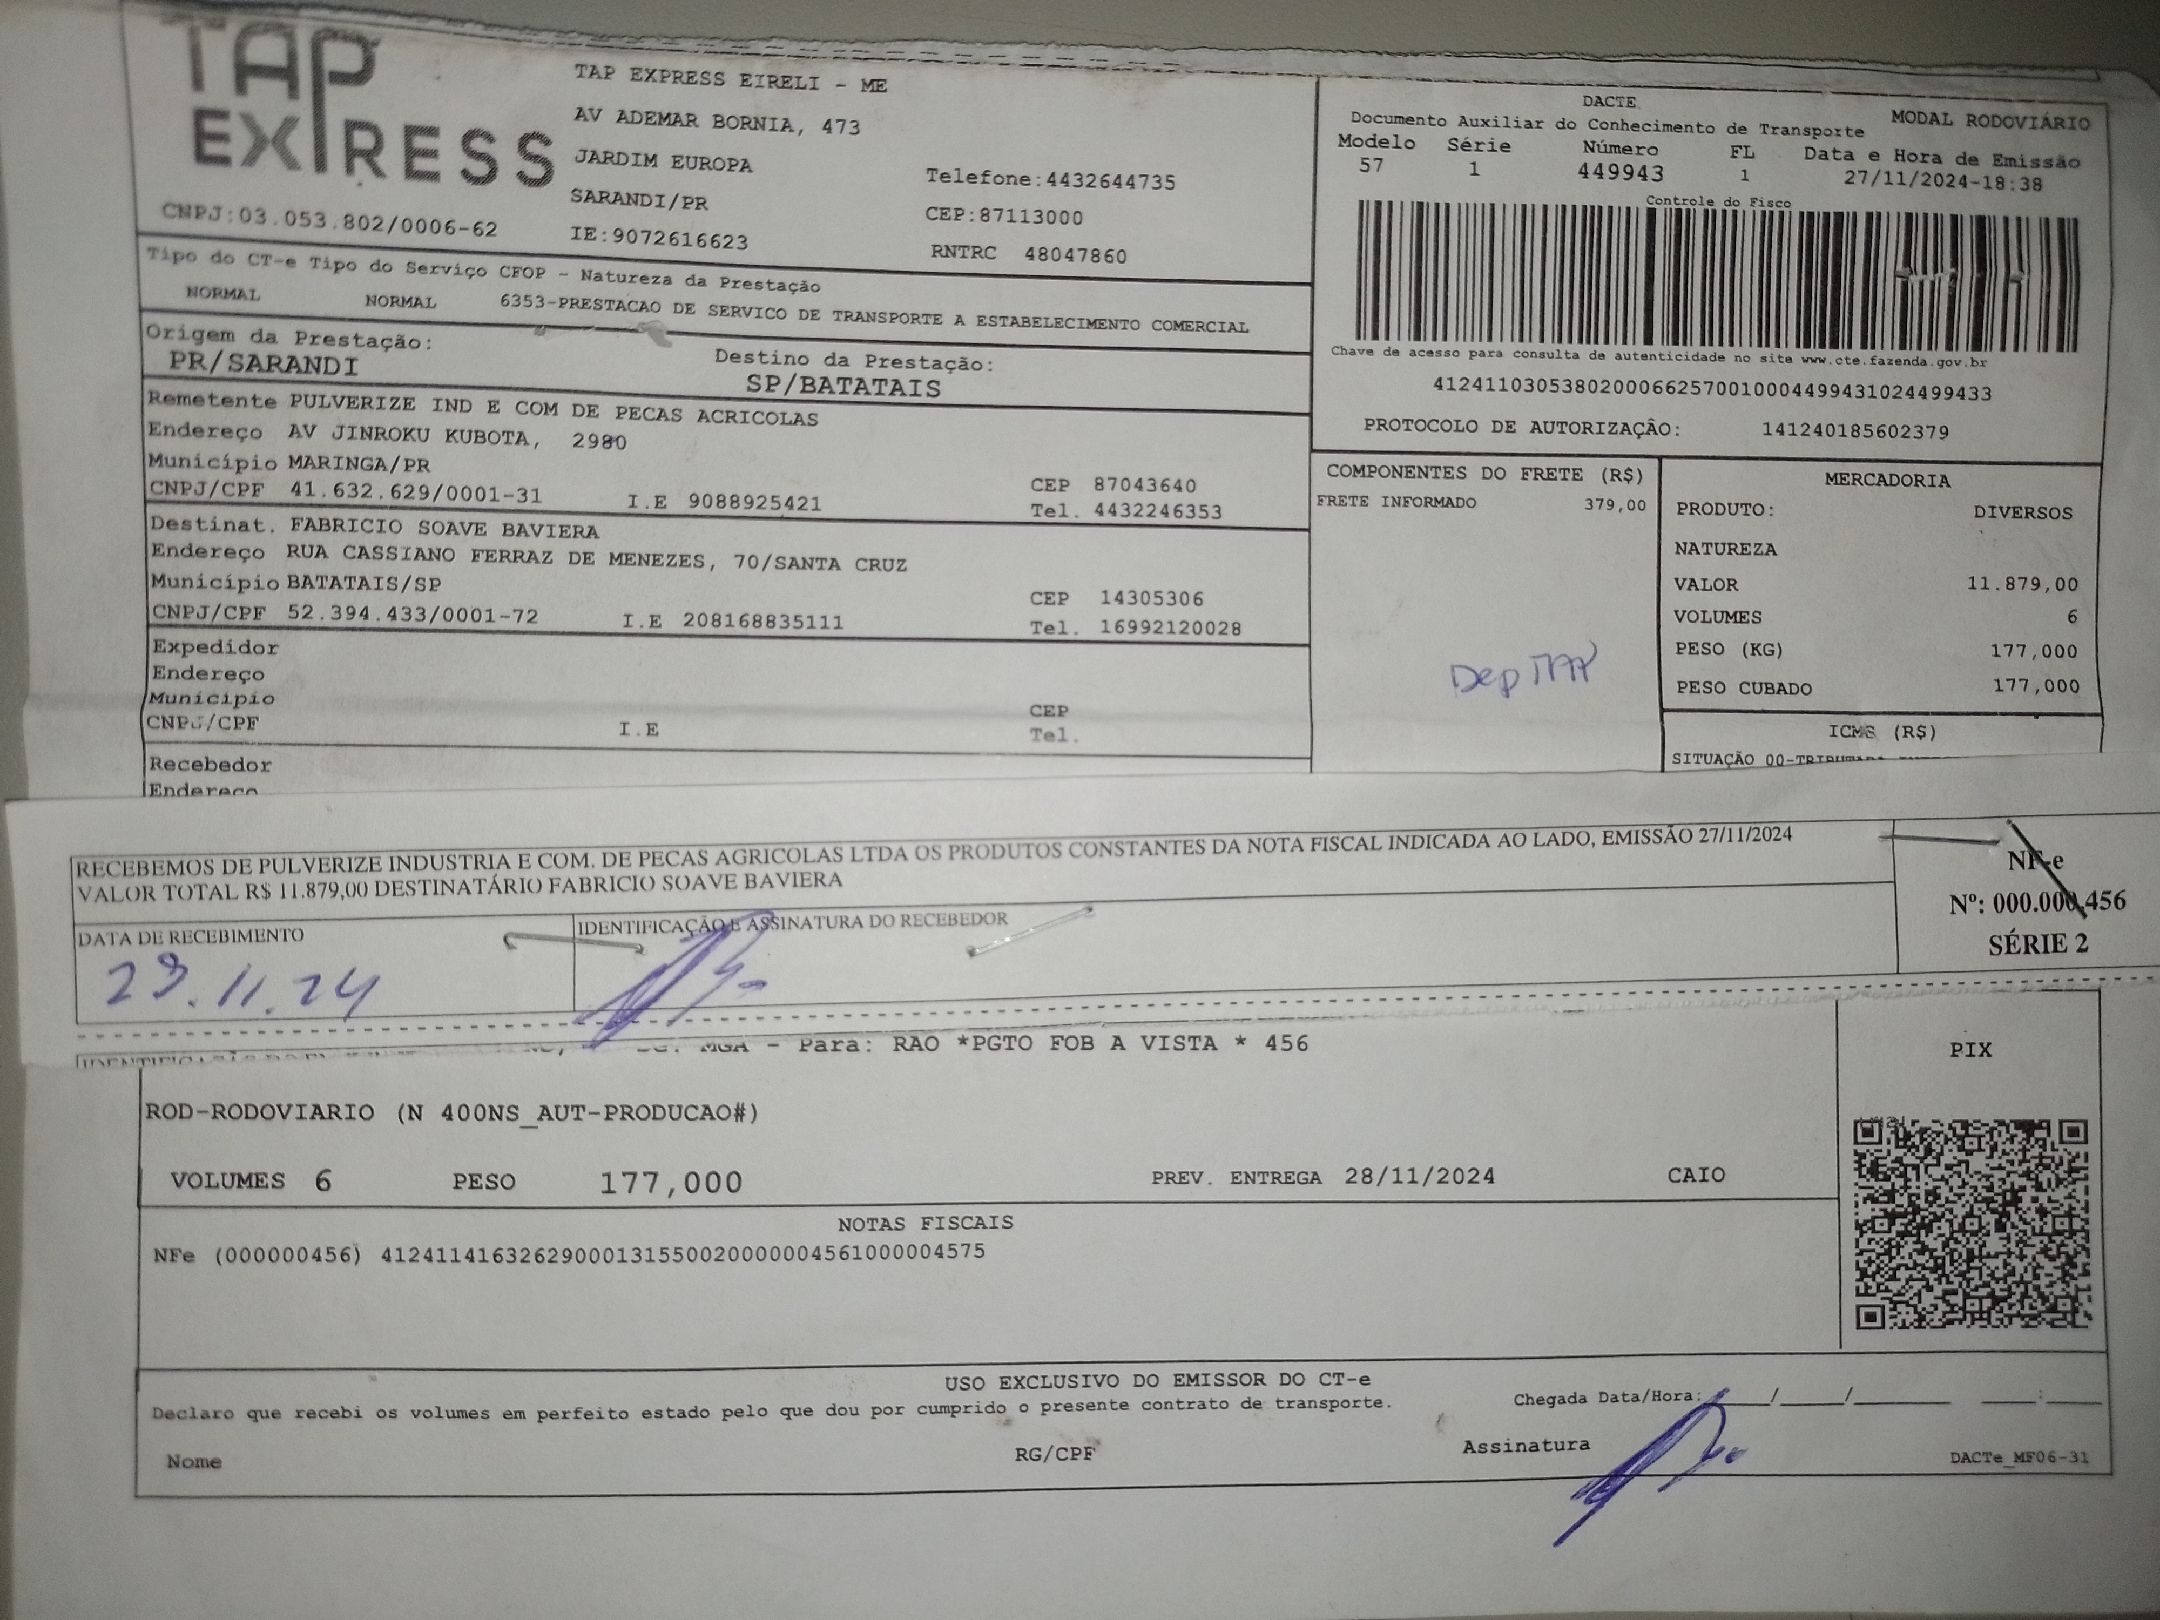 TAP EXPRESS
TAP EXPRESS EIRELI - ME
AV ADEMAR BORNIA, 473
JARDIM EUROPA
SARANDI/PR
Telefone:4432644735
CEP:87113000
CNPJ:03.053.802/0006-62
IE:9072616623
RNTRC 48047860
DACTE
MODAL RODOVIÁRIO
Documento Auxiliar do Conhecimento de Transporte
Modelo Série Número FL Data e Hora de Emissão
57 1 449943 1 27/11/2024-18:38
Controle do Fisco
Chave de acesso para consulta de autenticidade no site www.cte.fazenda.gov.br
41241103053802000662570010004499431024499433
PROTOCOLO DE AUTORIZAÇÃO: 141240185602379
Tipo do CT-e Tipo do Serviço CFOP - Natureza da Prestação
NORMAL NORMAL 6353-PRESTACAO DE SERVICO DE TRANSPORTE A ESTABELECIMENTO COMERCIAL
Origem da Prestação: Destino da Prestação:
PR/SARANDI SP/BATATAIS
Remetente PULVERIZE IND E COM DE PECAS AGRICOLAS
Endereço AV JINROKU KUBOTA, 2980
Município MARINGA/PR CEP 87043640
CNPJ/CPF 41.632.629/0001-31 I.E 9088925421 Tel. 4432246353
Destinat. FABRICIO SOAVE BAVIERA
Endereço RUA CASSIANO FERRAZ DE MENEZES, 70/SANTA CRUZ
Município BATATAIS/SP CEP 14305306
CNPJ/CPF 52.394.433/0001-72 I.E 208168835111 Tel. 16992120028
Expedidor
Endereço
Município CEP
CNPJ/CPF I.E Tel.
Recebedor
Endereço
COMPONENTES DO FRETE (R$)
FRETE INFORMADO 379,00
Dep TAP
MERCADORIA
PRODUTO: DIVERSOS
NATUREZA
VALOR 11.879,00
VOLUMES 6
PESO (KG) 177,000
PESO CUBADO 177,000
ICMS (R$)
SITUAÇÃO 00-TRIBUTADA
RECEBEMOS DE PULVERIZE INDUSTRIA E COM. DE PECAS AGRICOLAS LTDA OS PRODUTOS CONSTANTES DA NOTA FISCAL INDICADA AO LADO, EMISSÃO 27/11/2024
VALOR TOTAL R$ 11.879,00 DESTINATÁRIO FABRICIO SOAVE BAVIERA
NF-e
Nº: 000.000.456
SÉRIE 2
DATA DE RECEBIMENTO
IDENTIFICAÇÃO E ASSINATURA DO RECEBEDOR
29.11.24
MGA - Para: RAO *PGTO FOB A VISTA * 456
PIX
ROD-RODOVIARIO (N 400NS_AUT-PRODUCAO#)
VOLUMES 6 PESO 177,000 PREV. ENTREGA 28/11/2024 CAIO
NOTAS FISCAIS
NFe (000000456) 41241141632629000131550020000004561000004575
USO EXCLUSIVO DO EMISSOR DO CT-e
Declaro que recebi os volumes em perfeito estado pelo que dou por cumprido o presente contrato de transporte.
Chegada Data/Hora: ___/___/___ ___:___
Nome RG/CPF Assinatura
DACTe_MF06-31